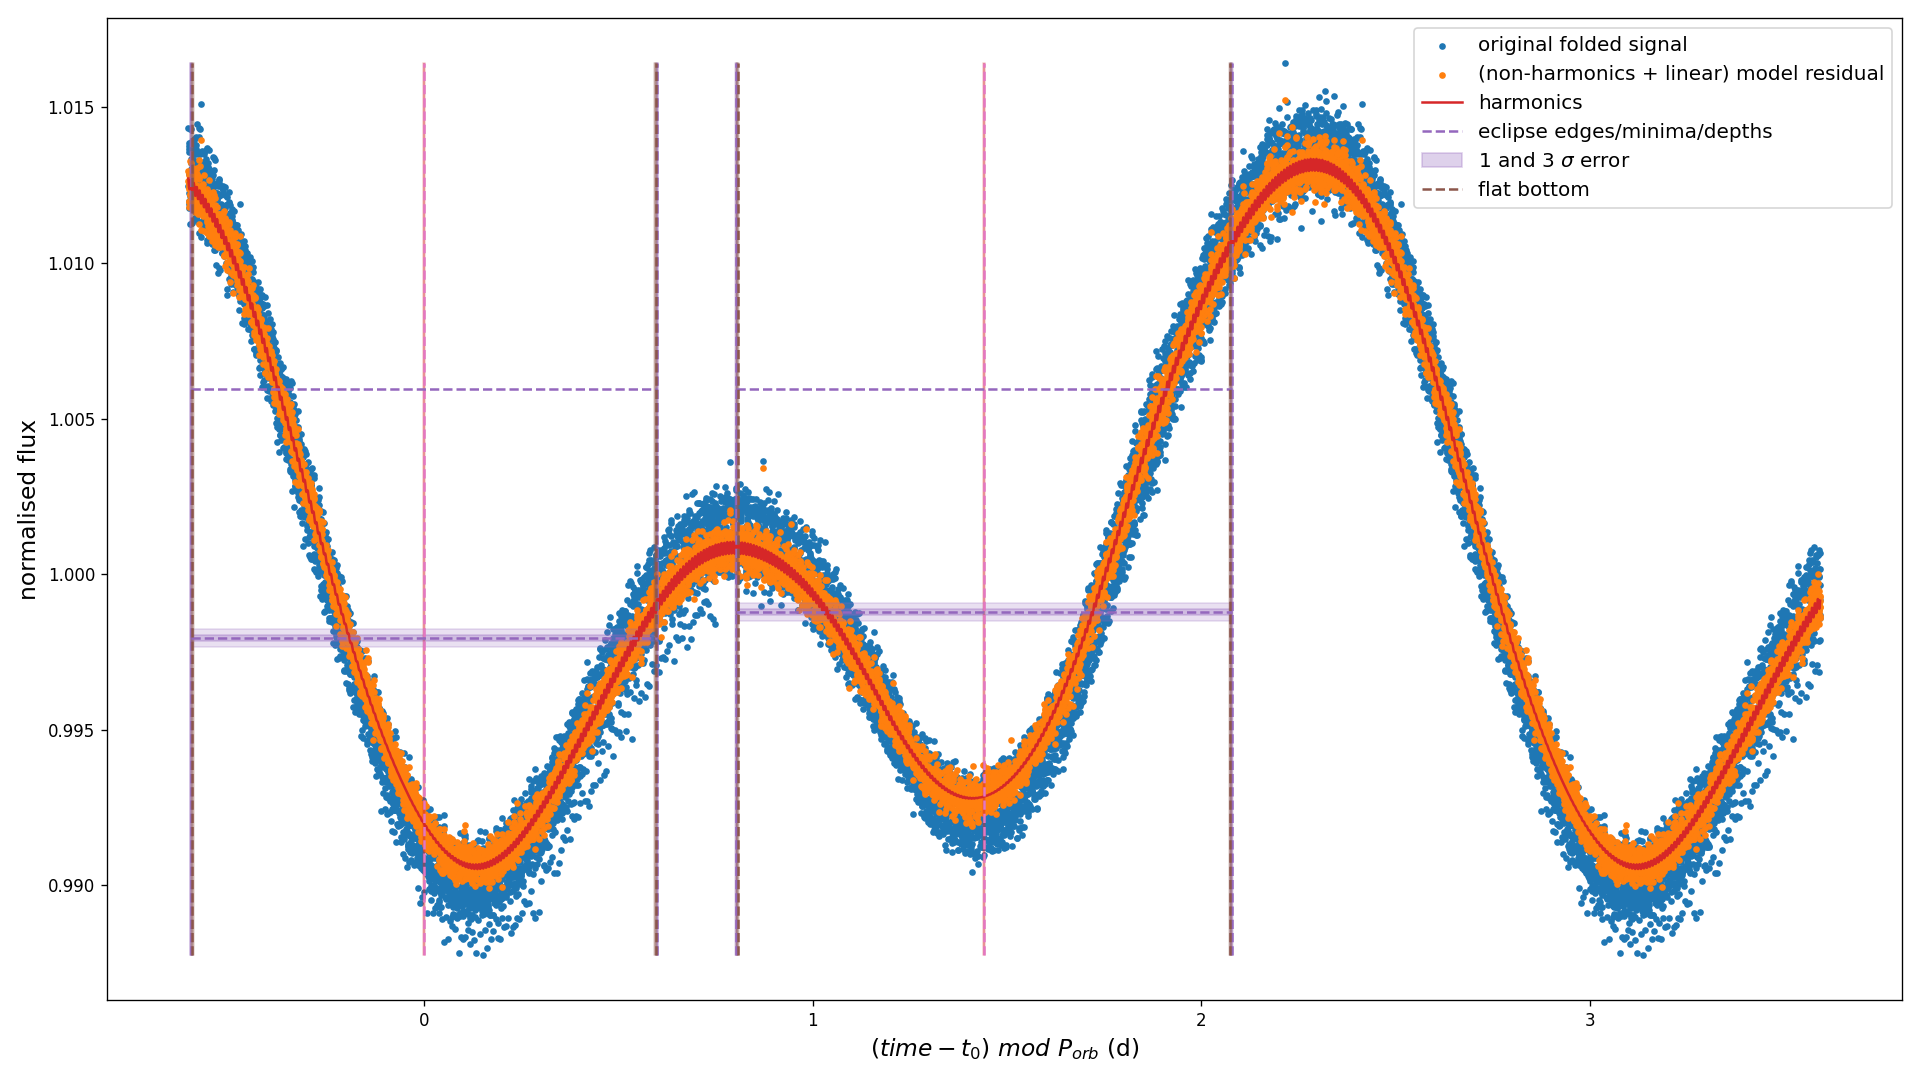 original folded signal
(non-harmonics + linear) model residual
harmonics
eclipse edges/minima/depths
1 and 3 σ error
flat bottom
normalised flux
1.015
1.010
1.005
1.000
0.995
0.990
0 1 2 3
(time − t₀) mod P_orb (d)